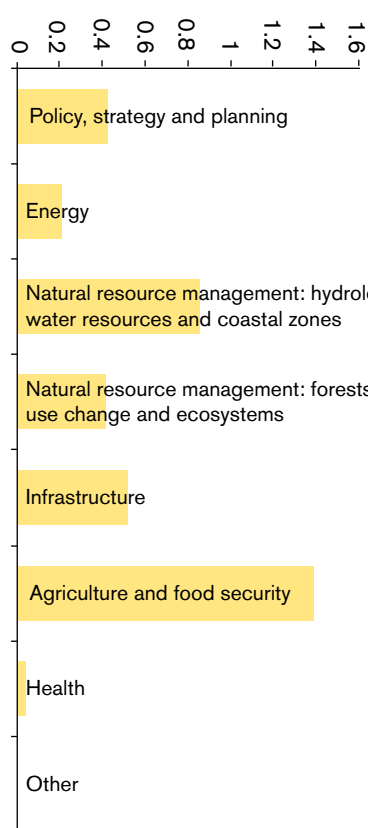 0 0.2 0.4 0.6 0.8 1 1.2 1.4 1.6
Policy, strategy and planning
Energy
Natural resource management:
water resources and coastal zones
Natural resource management: forests
use change and ecosystems
Infrastructure
Agriculture and food security
Health
Other